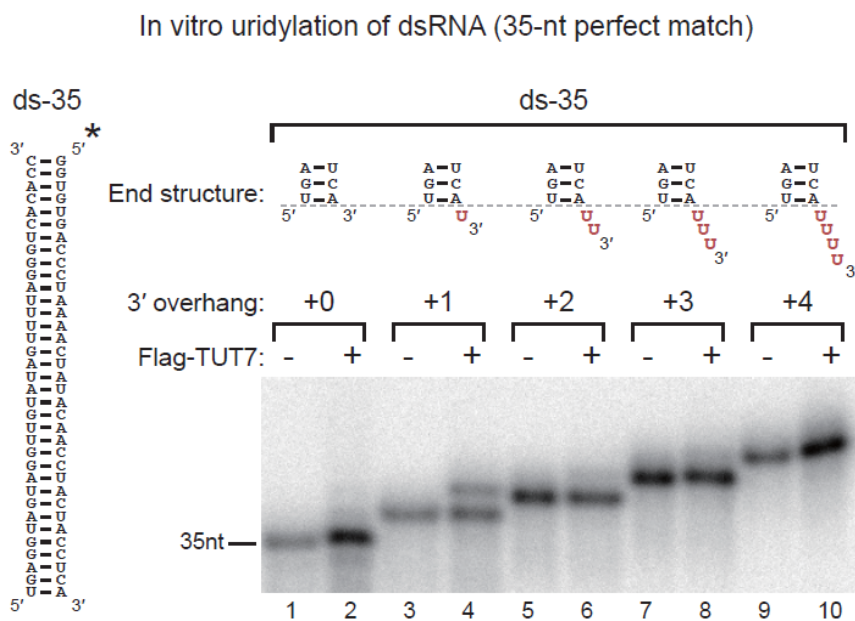 In vitro uridylation of dsRNA (35-nt perfect match)
ds-35
3′ 5′ *
C–G
C–G
A–U
C–G
A–U
C–G
U–A
G–C
G–C
G–C
A–U
U–A
U–A
U–A
U–A
G–C
A–U
U–A
A–U
U–A
G–C
U–A
U–A
G–C
G–C
A–U
U–A
G–C
A–U
U–A
G–C
G–C
A–U
G–C
U–A
5′ 3′
ds-35
End structure:
A–U
G–C
U–A
5′ 3′
A–U
G–C
U–A
5′ U
3′
A–U
G–C
U–A
5′ U
U
3′
A–U
G–C
U–A
5′ U
U
U
3′
A–U
G–C
U–A
5′ U
U
U
U
3′
3′ overhang: +0 +1 +2 +3 +4
Flag-TUT7: - + - + - + - + - +
35nt
1 2 3 4 5 6 7 8 9 10